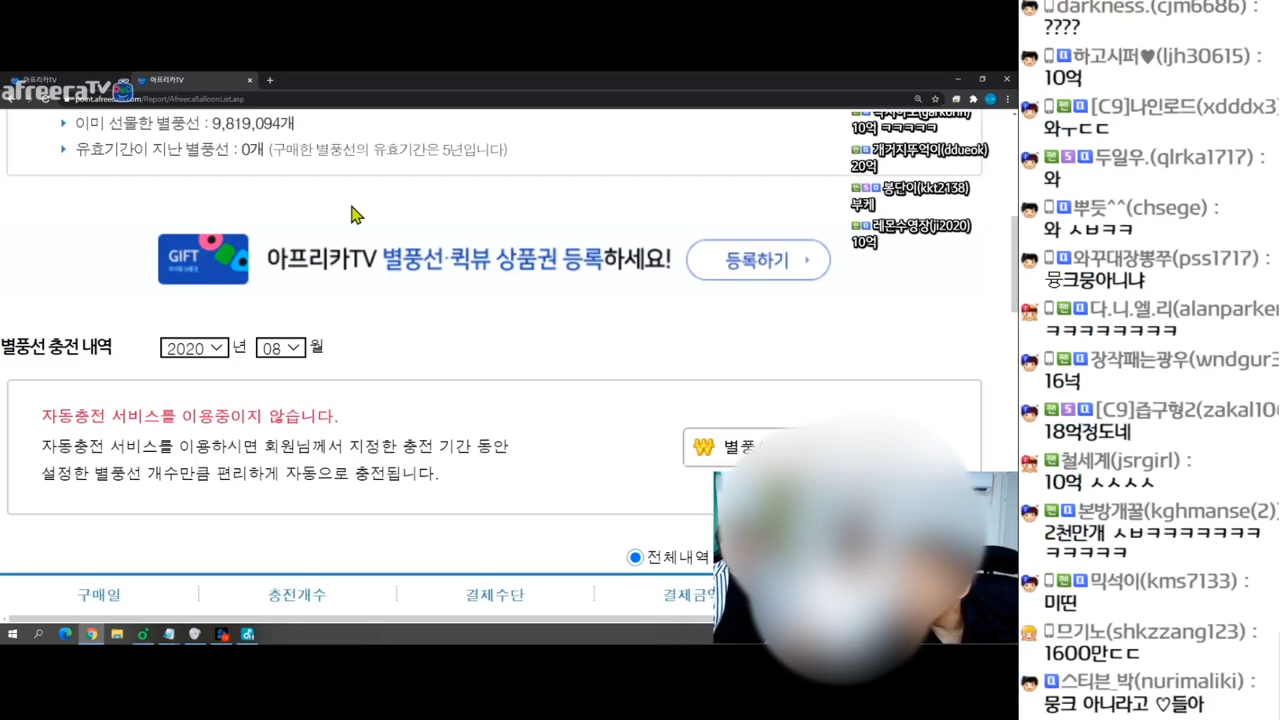 아프리카TV
아프리카TV
afreecaTV
/Report/AfreecaBalloonList.asp
이미 선물한 별풍선 : 9,819,094개
유효기간이 지난 별풍선 : 0개 (구매한 별풍선의 유효기간은 5년입니다)
10억 ㅋㅋㅋㅋㅋ
개거지뚜억이(ddueok)
20억
봉단이(kkt2138)
부케
레몬수영장(jl2020)
10억
GIFT
아프리카TV 별풍선·퀵뷰 상품권 등록하세요!
등록하기
별풍선 충전 내역
2020 년 08 월
자동충전 서비스를 이용중이지 않습니다.
자동충전 서비스를 이용하시면 회원님께서 지정한 충전 기간 동안
설정한 별풍선 개수만큼 편리하게 자동으로 충전됩니다.
₩ 별풍
전체내역
구매일
충전개수
결제수단
결제금
darkness.(cjm6686) :
????
하고시퍼♥(ljh30615) :
10억
[C9]나인로드(xdddx3
와ㅜㄷㄷ
두일우.(qlrka1717) :
와
뿌듯^^(chsege) :
와 ㅅㅂㅋㅋ
와꾸대장뽕쭈(pss1717) :
뮹크뭉아니냐
다.니.엘.리(alanparker
ㅋㅋㅋㅋㅋㅋㅋㅋ
장작패는광우(wndgur3
16넉
[C9]즙구형2(zakal10
18억정도네
철세계(jsrgirl) :
10억 ㅅㅅㅅㅅ
본방개꿀(kghmanse(2)
2천만개 ㅅㅂㅋㅋㅋㅋㅋㅋㅋ
ㅋㅋㅋㅋㅋ
믹석이(kms7133) :
미띤
므기노(shkzzang123) :
1600만ㄷㄷ
스티븐_박(nurimaliki) :
뭉크 아니라고 ♡들아